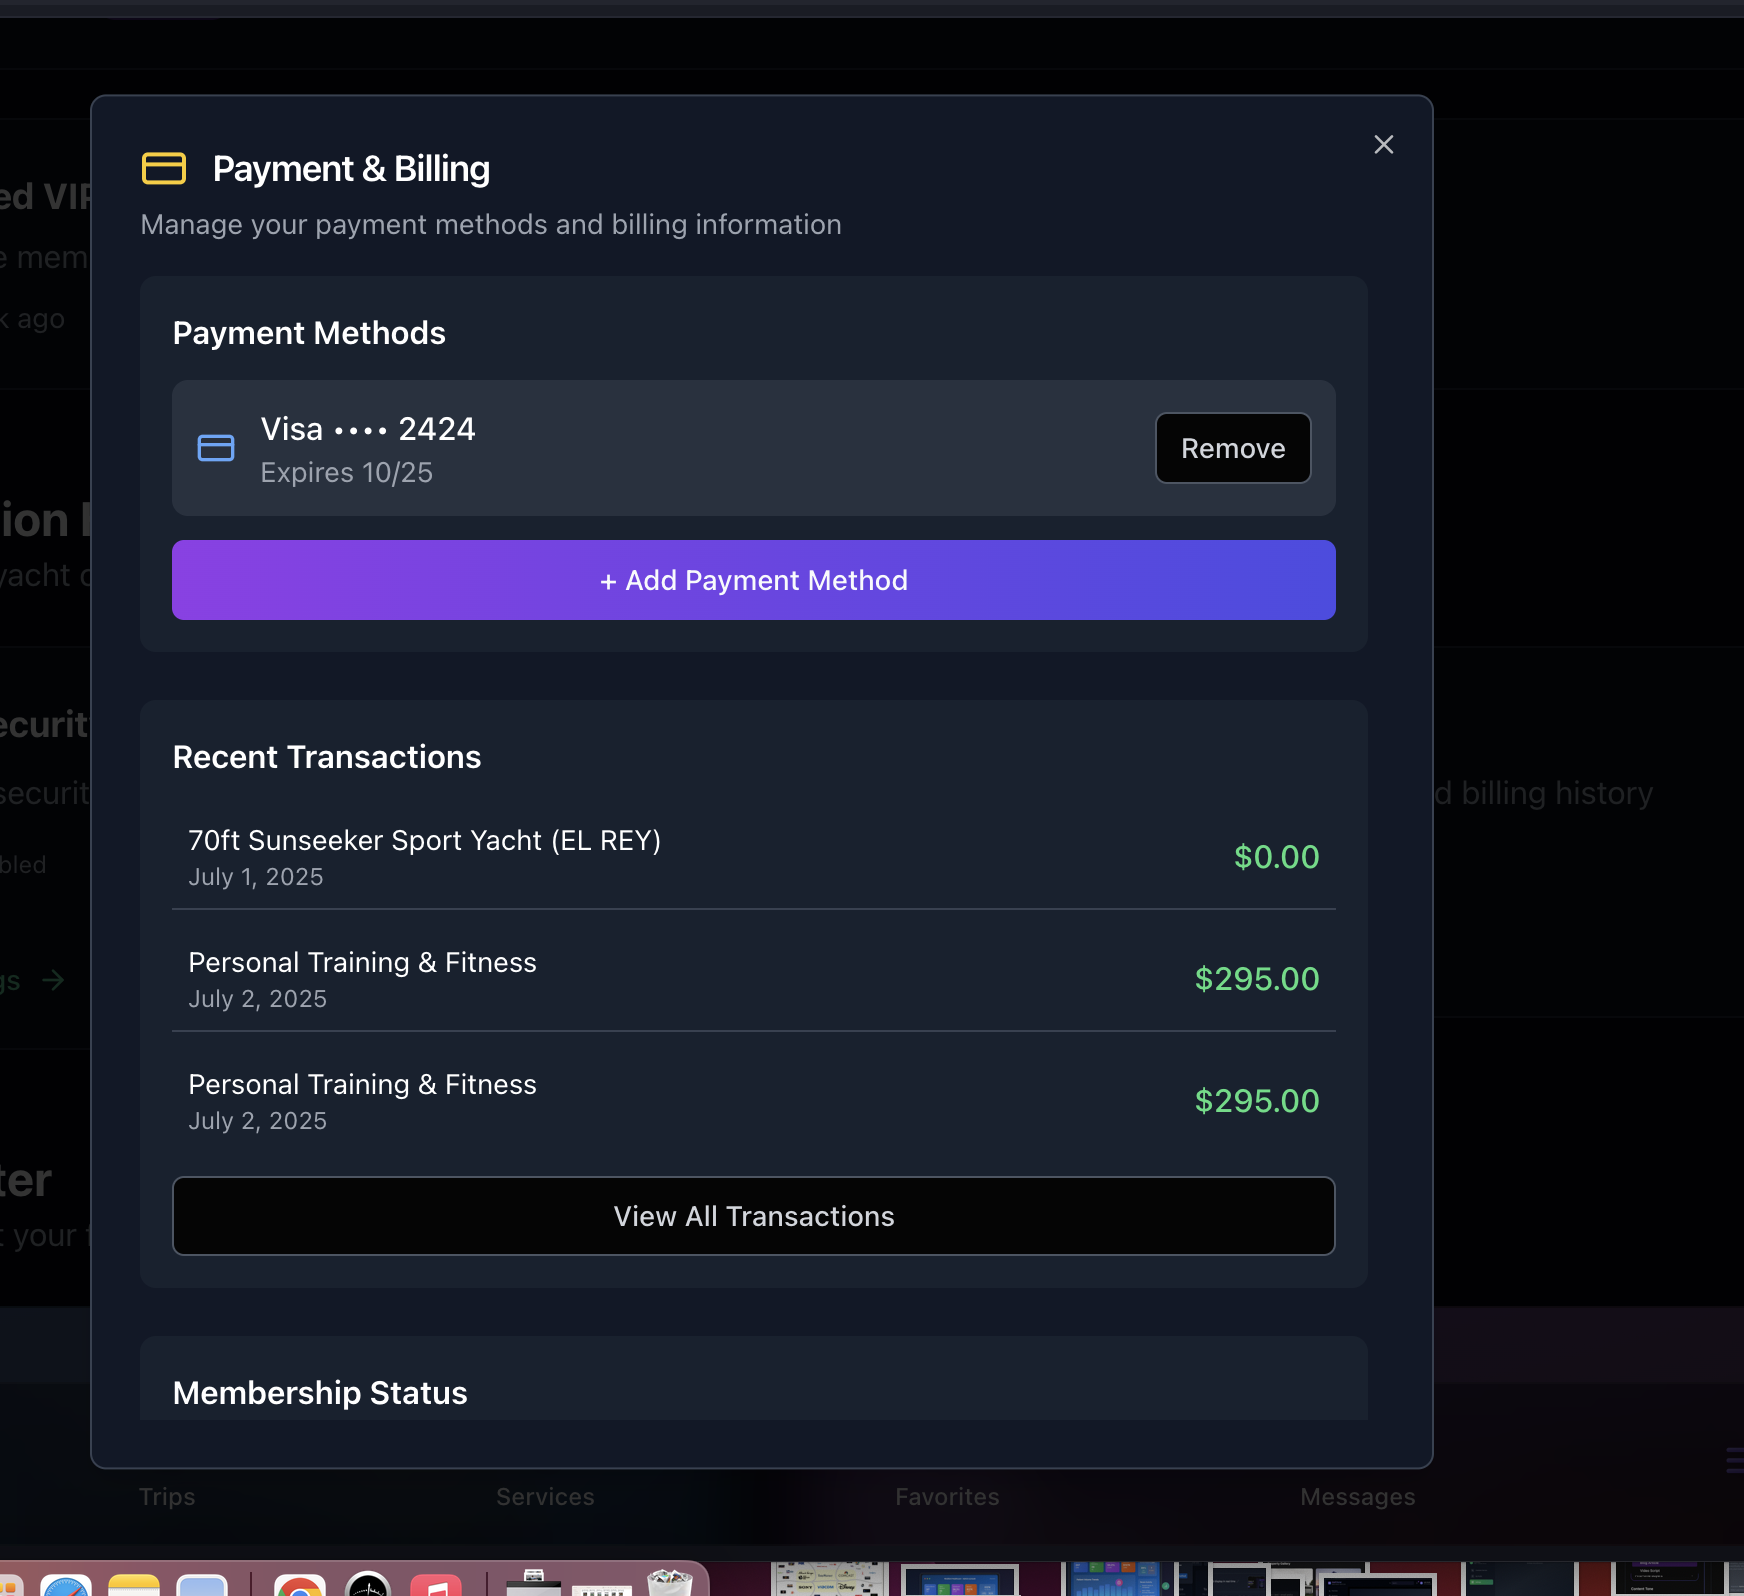 Payment & Billing
Manage your payment methods and billing information
Payment Methods
Visa •••• 2424
Expires 10/25
Remove
+ Add Payment Method
Recent Transactions
70ft Sunseeker Sport Yacht (EL REY)
July 1, 2025
$0.00
Personal Training & Fitness
July 2, 2025
$295.00
Personal Training & Fitness
July 2, 2025
$295.00
View All Transactions
Membership Status
ed VIP
e mem
k ago
ion
yacht
ecurit
securit
d billing history
bled
gs →
ter
t your
Trips
Services
Favorites
Messages